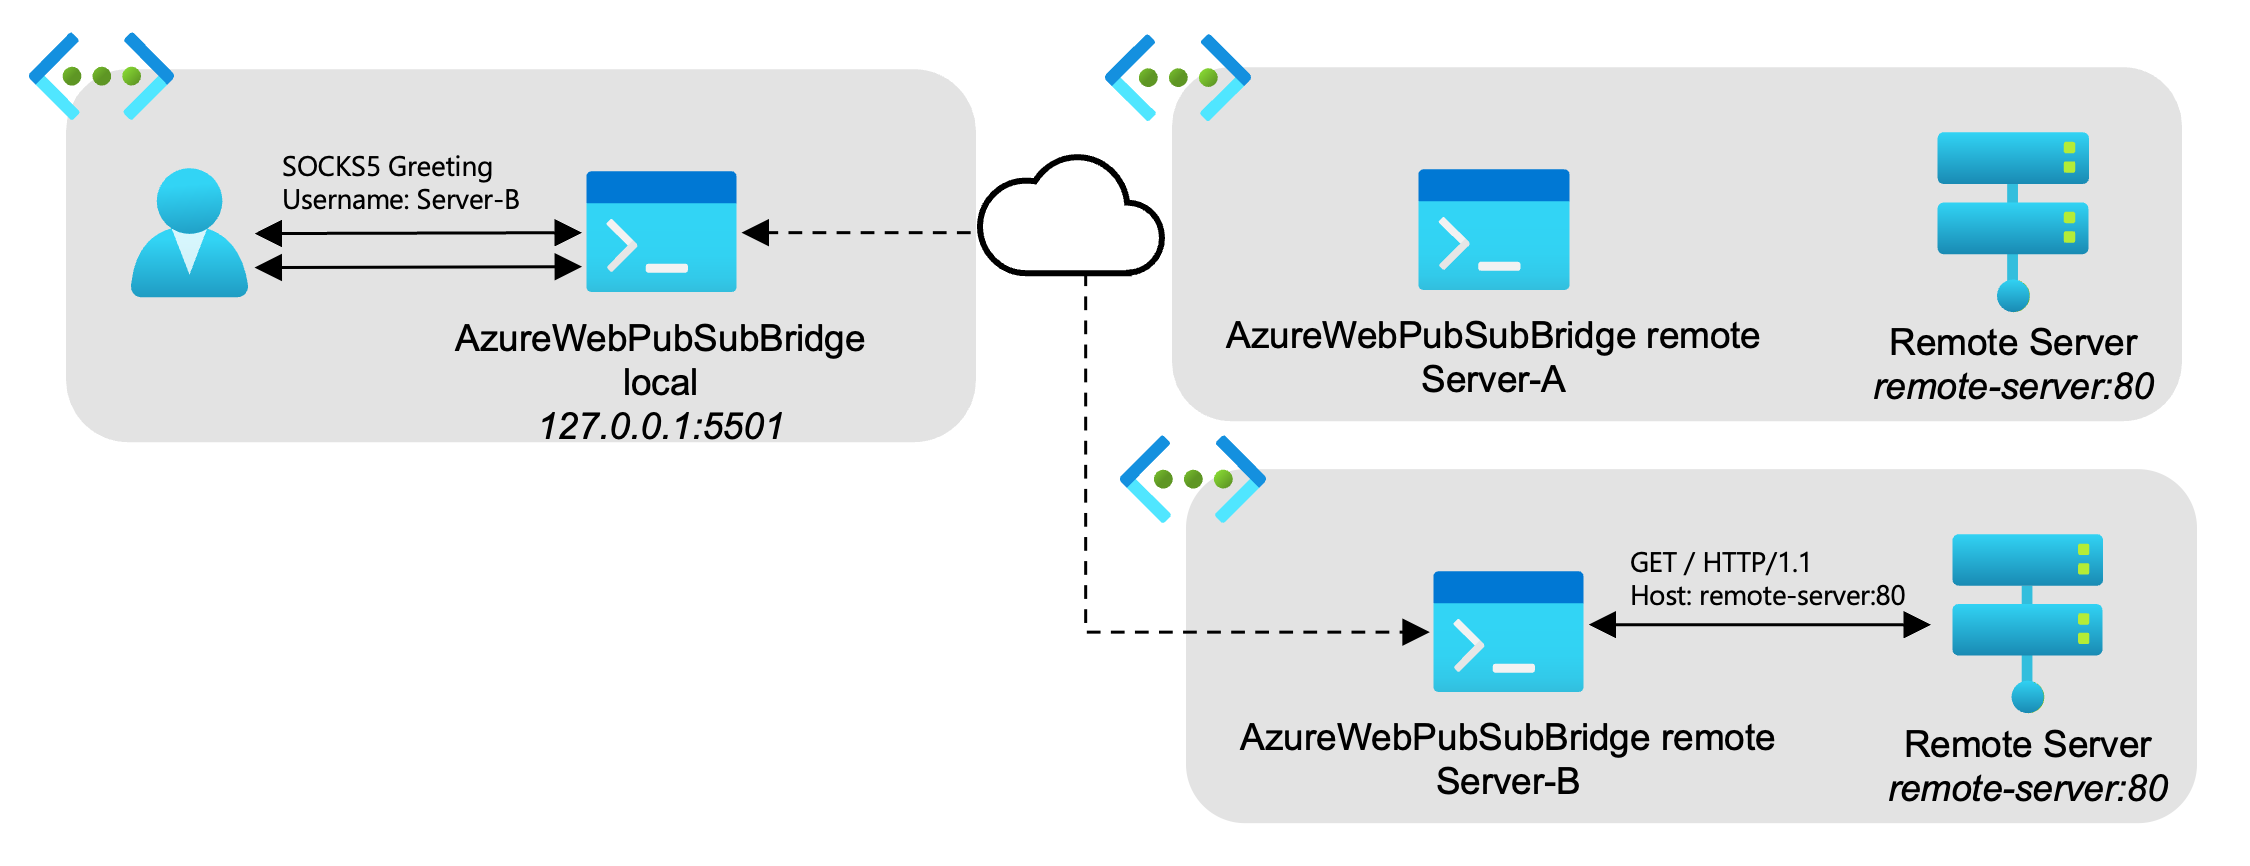 SOCKS5 Greeting
Username: Server-B
AzureWebPubSubBridge
local
127.0.0.1:5501
AzureWebPubSubBridge remote
Server-A
Remote Server
remote-server:80
GET / HTTP/1.1
Host: remote-server:80
AzureWebPubSubBridge remote
Server-B
Remote Server
remote-server:80